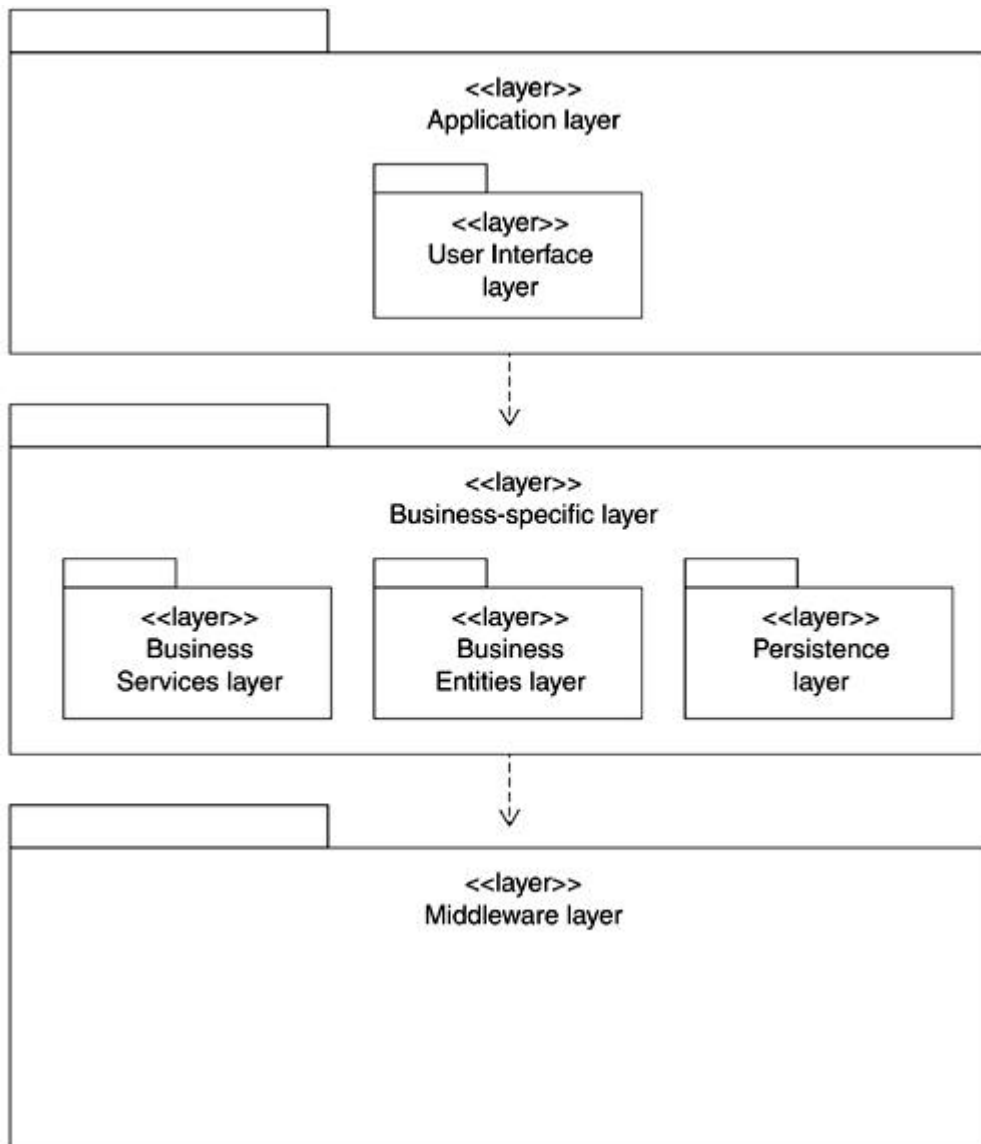 <<layer>>
Application layer
<<layer>>
User Interface
layer
<<layer>>
Business-specific layer
<<layer>>
Business
Services layer
<<layer>>
Business
Entities layer
<<layer>>
Persistence
layer
<<layer>>
Middleware layer